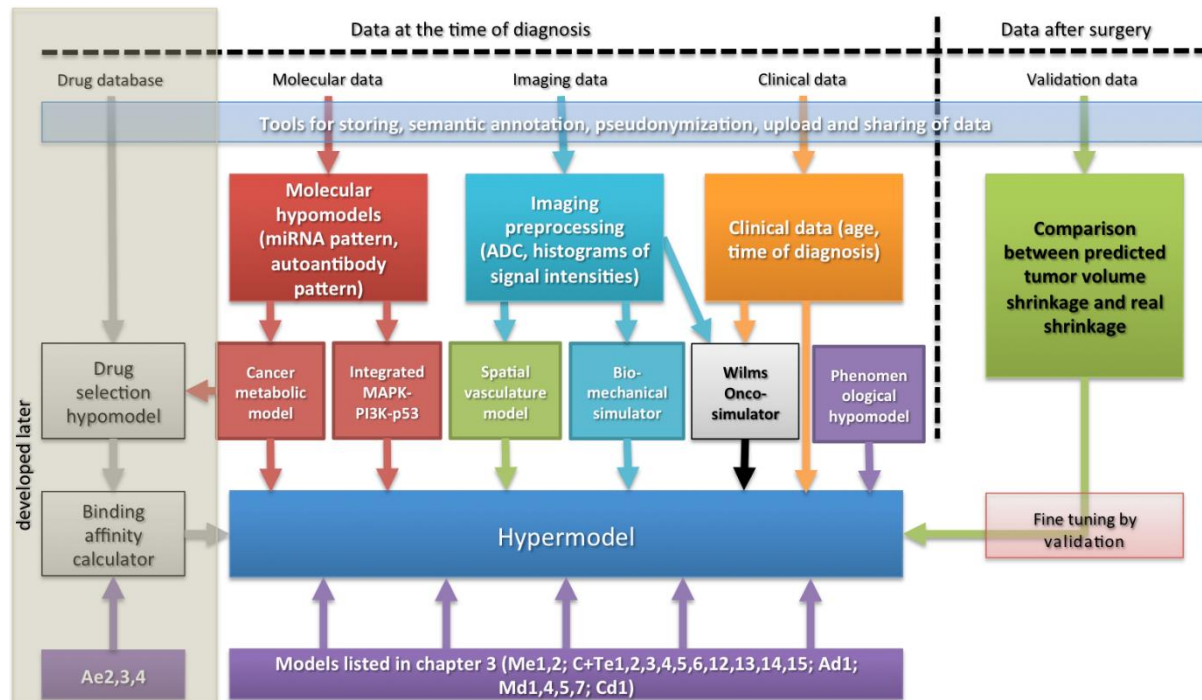 Data at the time of diagnosis
Data after surgery
Drug database
Molecular data
Imaging data
Clinical data
Validation data
Tools for storing, semantic annotation, pseudonymization, upload and sharing of data
Molecular
hypomodels
(miRNA pattern,
autoantibody
pattern)
Imaging
preprocessing
(ADC, histograms of
signal intensities)
Clinical data (age,
time of diagnosis)
Comparison
between predicted
tumor volume
shrinkage and real
shrinkage
Drug
selection
hypomodel
Cancer
metabolic
model
Integrated
MAPK-
PI3K-p53
Spatial
vasculature
model
Bio-
mechanical
simulator
Wilms
Onco-
simulator
Phenomen
ological
hypomodel
developed later
Binding
affinity
calculator
Hypermodel
Fine tuning by
validation
Ae2,3,4
Models listed in chapter 3 (Me1,2; C+Te1,2,3,4,5,6,12,13,14,15; Ad1;
Md1,4,5,7; Cd1)